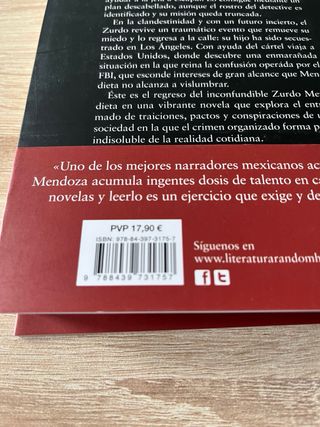 plan descabellado, aunque el rostro del detective es
identificado y su misión queda truncada.
En la clandestinidad y con un futuro incierto, el
Zurdo revive un traumático evento que remueve su
miedo y lo regresa a la calle: su hijo ha sido secues-
trado en Los Ángeles. Con ayuda del cártel viaja a
Estados Unidos, donde descubre una enmarañada
situación en la que reina la confusión operada por el
FBI, que esconde intereses de gran alcance que Men-
dieta no alcanza a vislumbrar.
Éste es el regreso del inconfundible Zurdo Men-
dieta en una vibrante novela que explora el entra-
mado de traiciones, pactos y conspiraciones de u
sociedad en la que el crimen organizado forma p
indisoluble de la realidad cotidiana.
«Uno de los mejores narradores mexicanos ac
Mendoza acumula ingentes dosis de talento en ca
novelas y leerlo es un ejercicio que exige y de
PVP 17,90 €
ISBN: 978-84-397-3175-7
9 788439 731757
Síguenos en
www.literaturarandomh